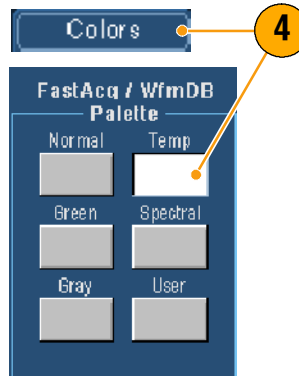 Colors
4
FastAcq / WfmDB
Palette
Normal Temp
Green Spectral
Gray User